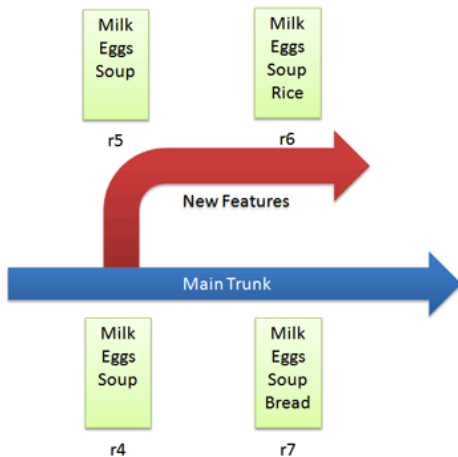 Milk
Eggs
Soup
Milk
Eggs
Soup
Rice
r5
r6
New Features
Main Trunk
Milk
Eggs
Soup
Milk
Eggs
Soup
Bread
r4
r7